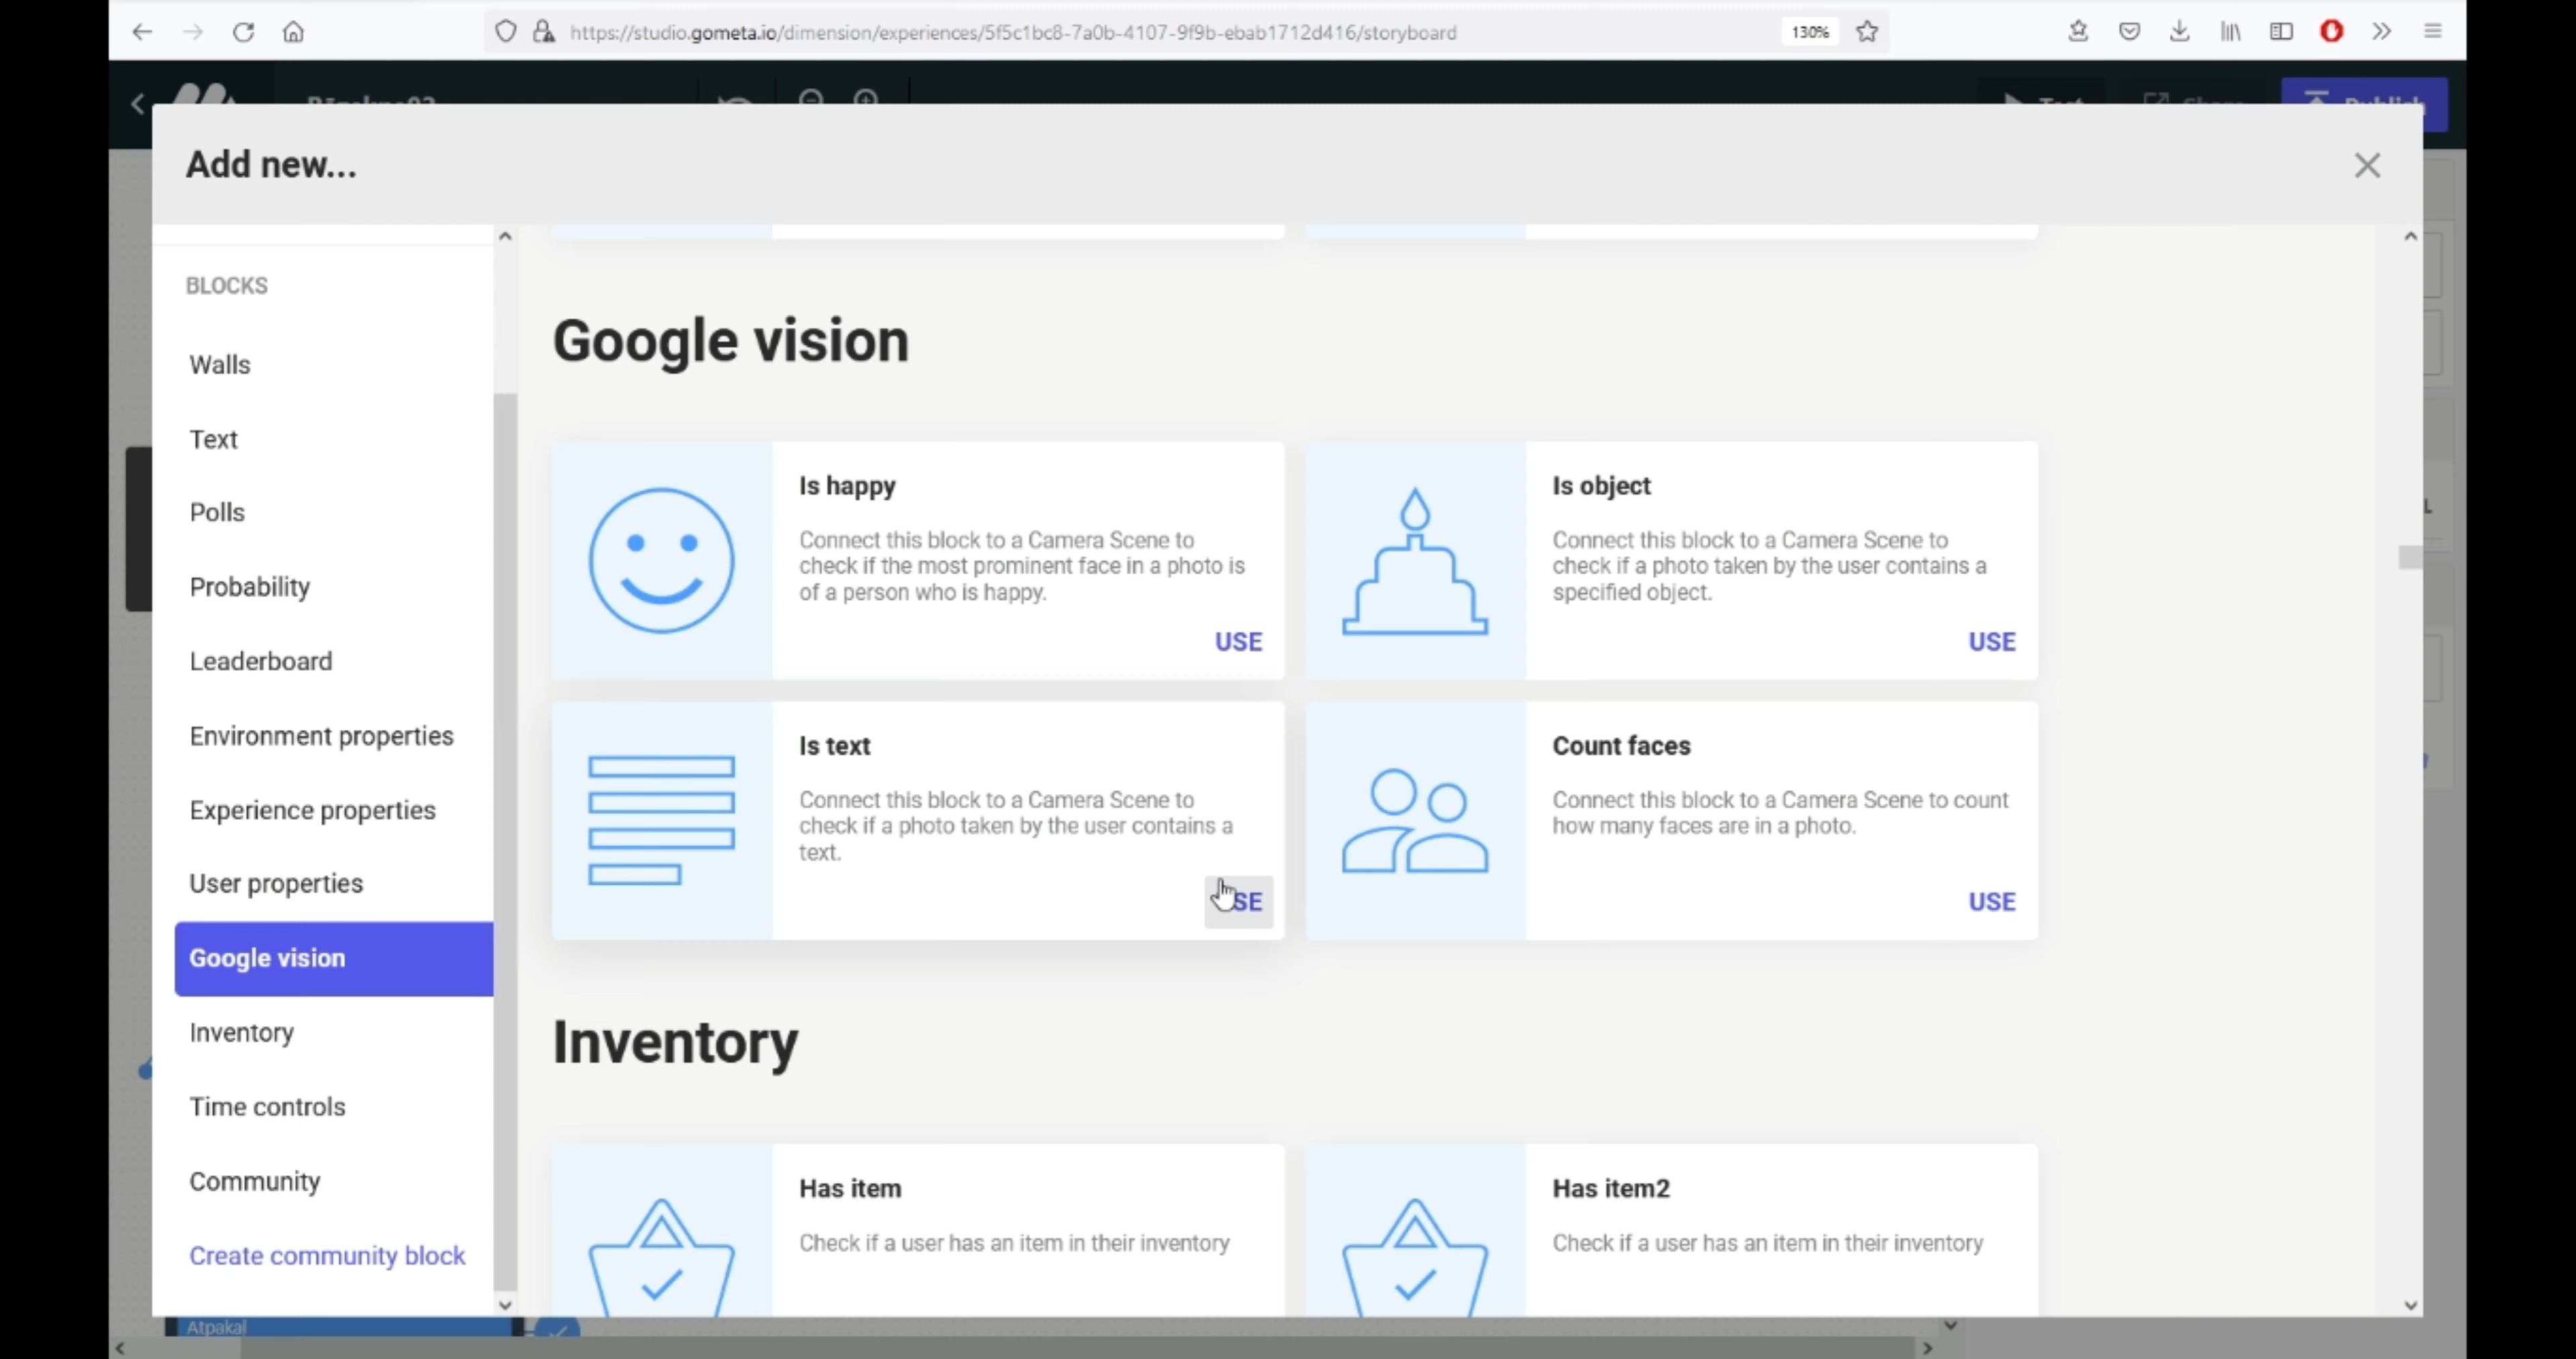 https://studio.gometa.io/dimension/experiences/5f5c1bc8-7a0b-4107-9f9b-ebab1712d416/storyboard
130%
Add new...
BLOCKS
Walls
Text
Polls
Probability
Leaderboard
Environment properties
Experience properties
User properties
Google vision
Inventory
Time controls
Community
Create community block
Google vision
Is happy
Connect this block to a Camera Scene to
check if the most prominent face in a photo is
of a person who is happy.
USE
Is object
Connect this block to a Camera Scene to
check if a photo taken by the user contains a
specified object.
USE
Is text
Connect this block to a Camera Scene to
check if a photo taken by the user contains a
text.
SE
Count faces
Connect this block to a Camera Scene to count
how many faces are in a photo.
USE
Inventory
Has item
Check if a user has an item in their inventory
Has item2
Check if a user has an item in their inventory
Publish